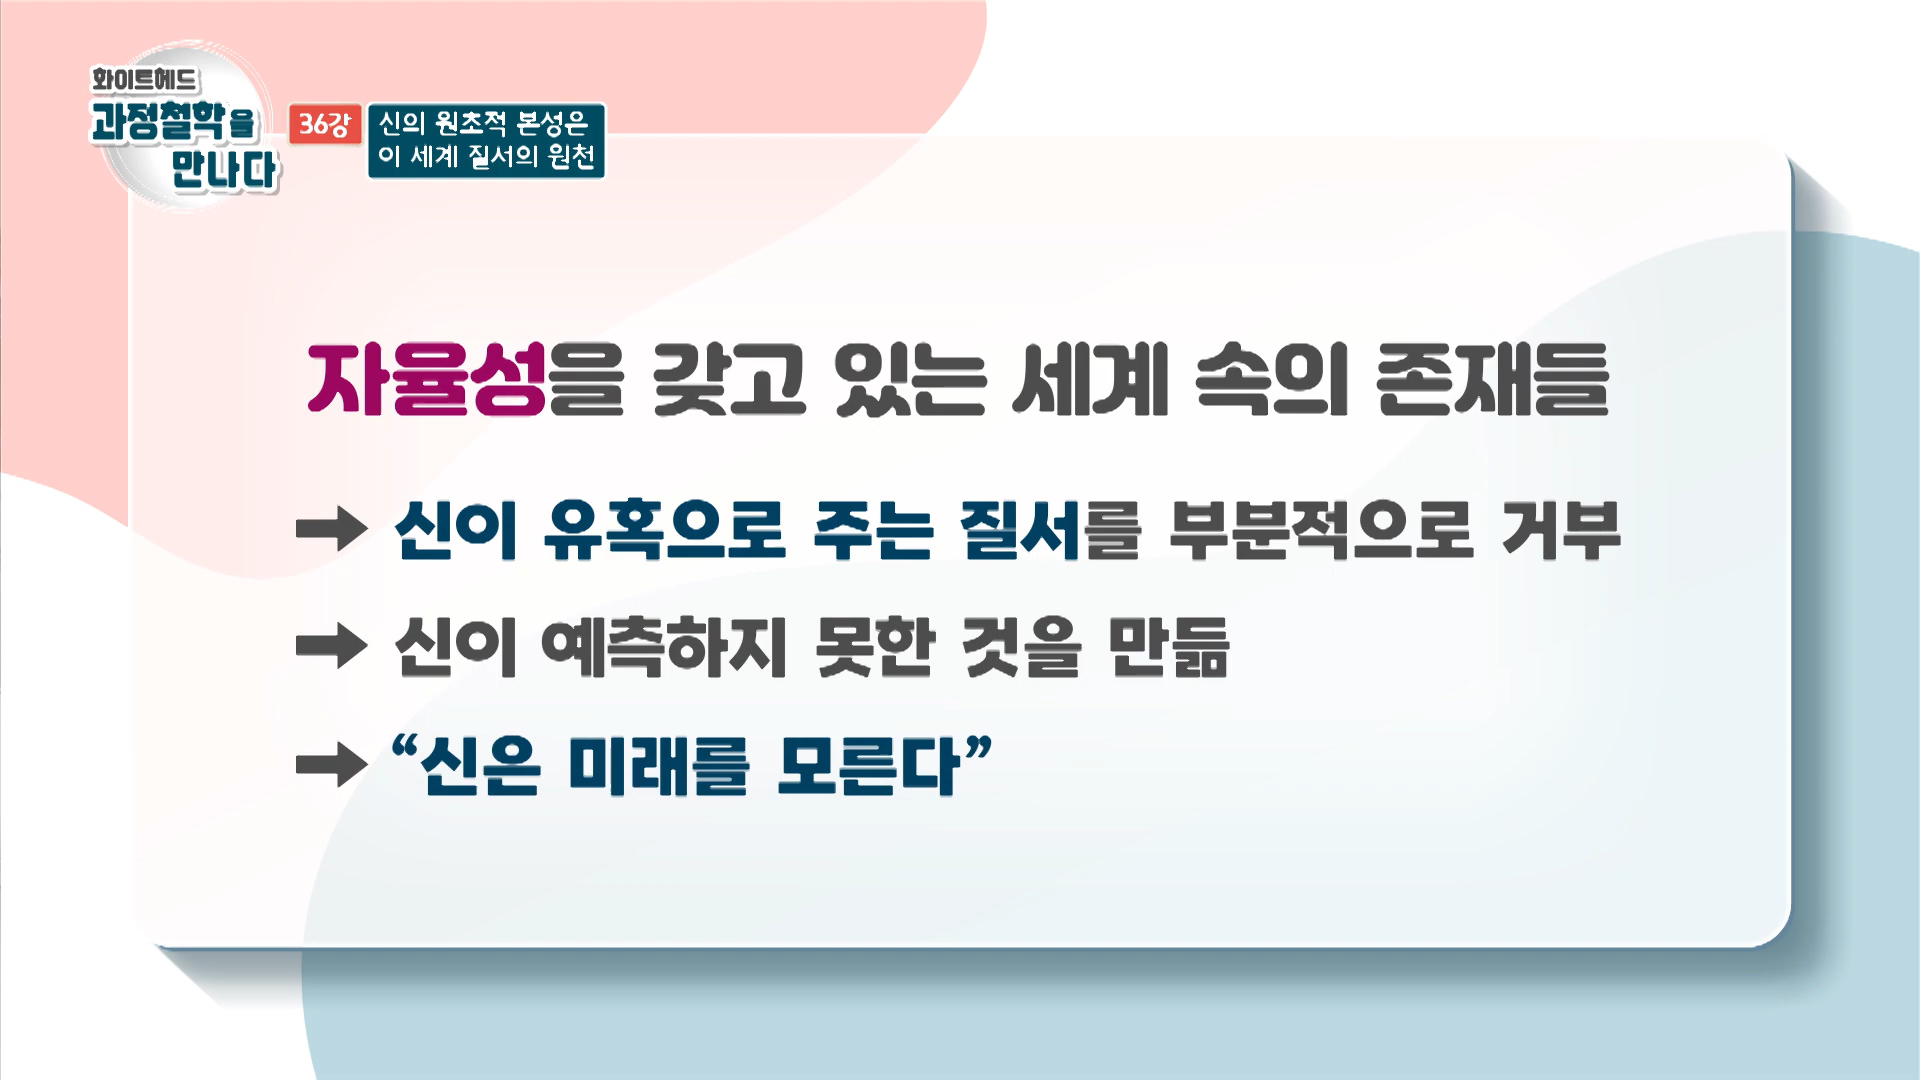 화이트헤드
과정철학을
만나다
36강
신의 원초적 본성은
이 세계 질서의 원천
자율성을 갖고 있는 세계 속의 존재들
➡ 신이 유혹으로 주는 질서를 부분적으로 거부
➡ 신이 예측하지 못한 것을 만듦
➡ “신은 미래를 모른다”